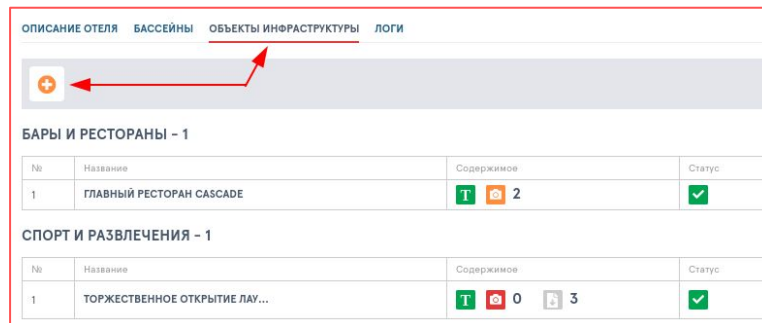 ОПИСАНИЕ ОТЕЛЯ БАССЕЙНЫ ОБЪЕКТЫ ИНФРАСТРУКТУРЫ ЛОГИ
БАРЫ И РЕСТОРАНЫ – 1
№ Название Содержимое Статус
1 ГЛАВНЫЙ РЕСТОРАН CASCADE T 2
СПОРТ И РАЗВЛЕЧЕНИЯ – 1
№ Название Содержимое Статус
1 ТОРЖЕСТВЕННОЕ ОТКРЫТИЕ ЛАУ... T 0 3